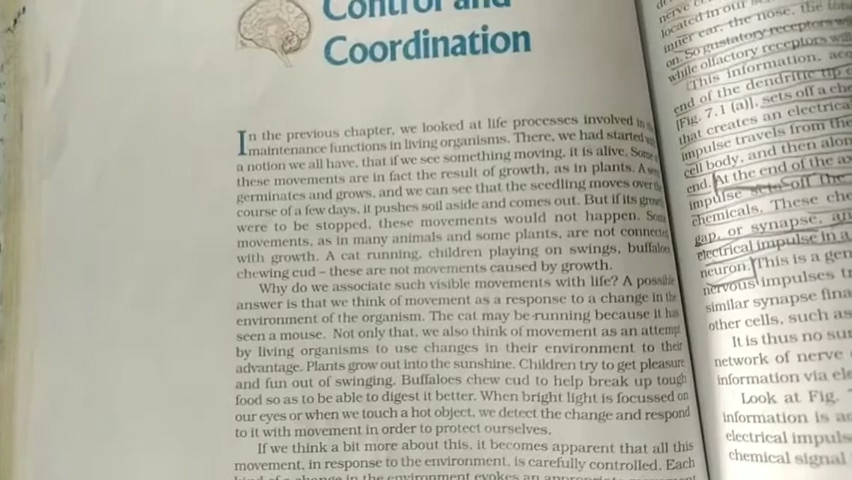 Control and
Coordination
In the previous chapter, we looked at life processes involved in
maintenance functions in living organisms. There, we had started
a notion we all have, that if we see something moving, it is alive. Some
these movements are in fact the result of growth, as in plants. A
germinates and grows, and we can see that the seedling moves over
course of a few days, it pushes soil aside and comes out. But if its
were to be stopped, these movements would not happen. Some
movements, as in many animals and some plants, are not connected
with growth. A cat running, children playing on swings, buffaloes
chewing cud – these are not movements caused by growth.
Why do we associate such visible movements with life? A possible
answer is that we think of movement as a response to a change in the
environment of the organism. The cat may be running because it has
seen a mouse. Not only that, we also think of movement as an attempt
by living organisms to use changes in their environment to their
advantage. Plants grow out into the sunshine. Children try to get pleasure
and fun out of swinging. Buffaloes chew cud to help break up tough
food so as to be able to digest it better. When bright light is focussed on
our eyes or when we touch a hot object, we detect the change and respond
to it with movement in order to protect ourselves.
If we think a bit more about this, it becomes apparent that all this
movement, in response to the environment, is carefully controlled. Each
kind of a change in the environment evokes an appropriate movement
located in our
inner ear, the nose, the
on. So gustatory receptors
while olfactory receptors will
This information,
end of the dendritic tip
[Fig. 7.1 (a)], sets off a
that creates an electrical
impulse travels from the
cell body, and then
end. At the end of the
impulse sets off the
chemicals. These
gap, or synapse,
electrical impulse in a
neuron. This is a
nervous impulses
similar synapse
other cells, such as
It is thus no
network of nerve
information via
Look at Fig.
information is
electrical
chemical signal